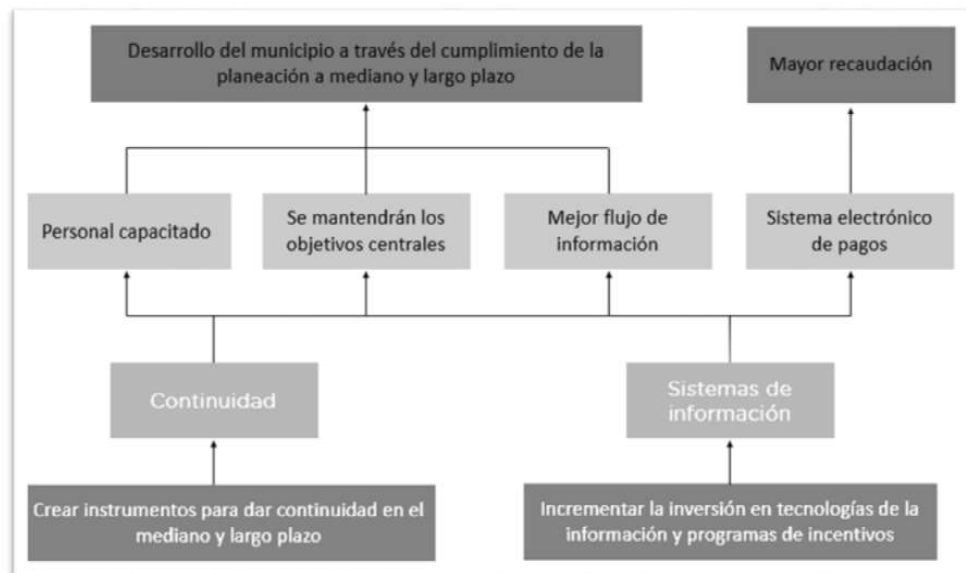 Desarrollo del municipio a través del cumplimiento de la
planeación a mediano y largo plazo
Mayor recaudación
Personal capacitado
Se mantendrán los
objetivos centrales
Mejor flujo de
información
Sistema electrónico
de pagos
Continuidad
Sistemas de
información
Crear instrumentos para dar continuidad en el
mediano y largo plazo
Incrementar la inversión en tecnologías de la
información y programas de incentivos